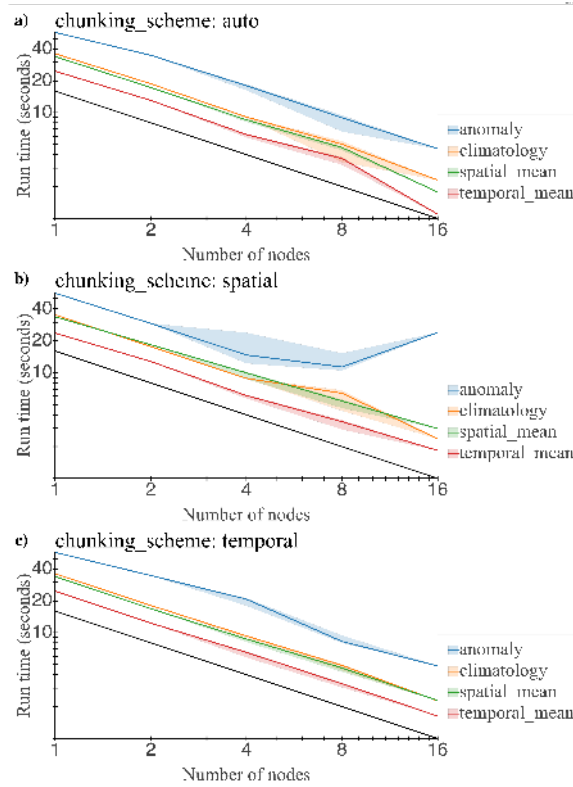 a) chunking_scheme: auto
40
20
10
Run time (seconds)
anomaly
climatology
spatial_mean
temporal_mean
1 2 4 8 16
Number of nodes
b) chunking_scheme: spatial
40
20
10
Run time (seconds)
anomaly
climatology
spatial_mean
temporal_mean
1 2 4 8 16
Number of nodes
c) chunking_scheme: temporal
40
20
10
Run time (seconds)
anomaly
climatology
spatial_mean
temporal_mean
1 2 4 8 16
Number of nodes